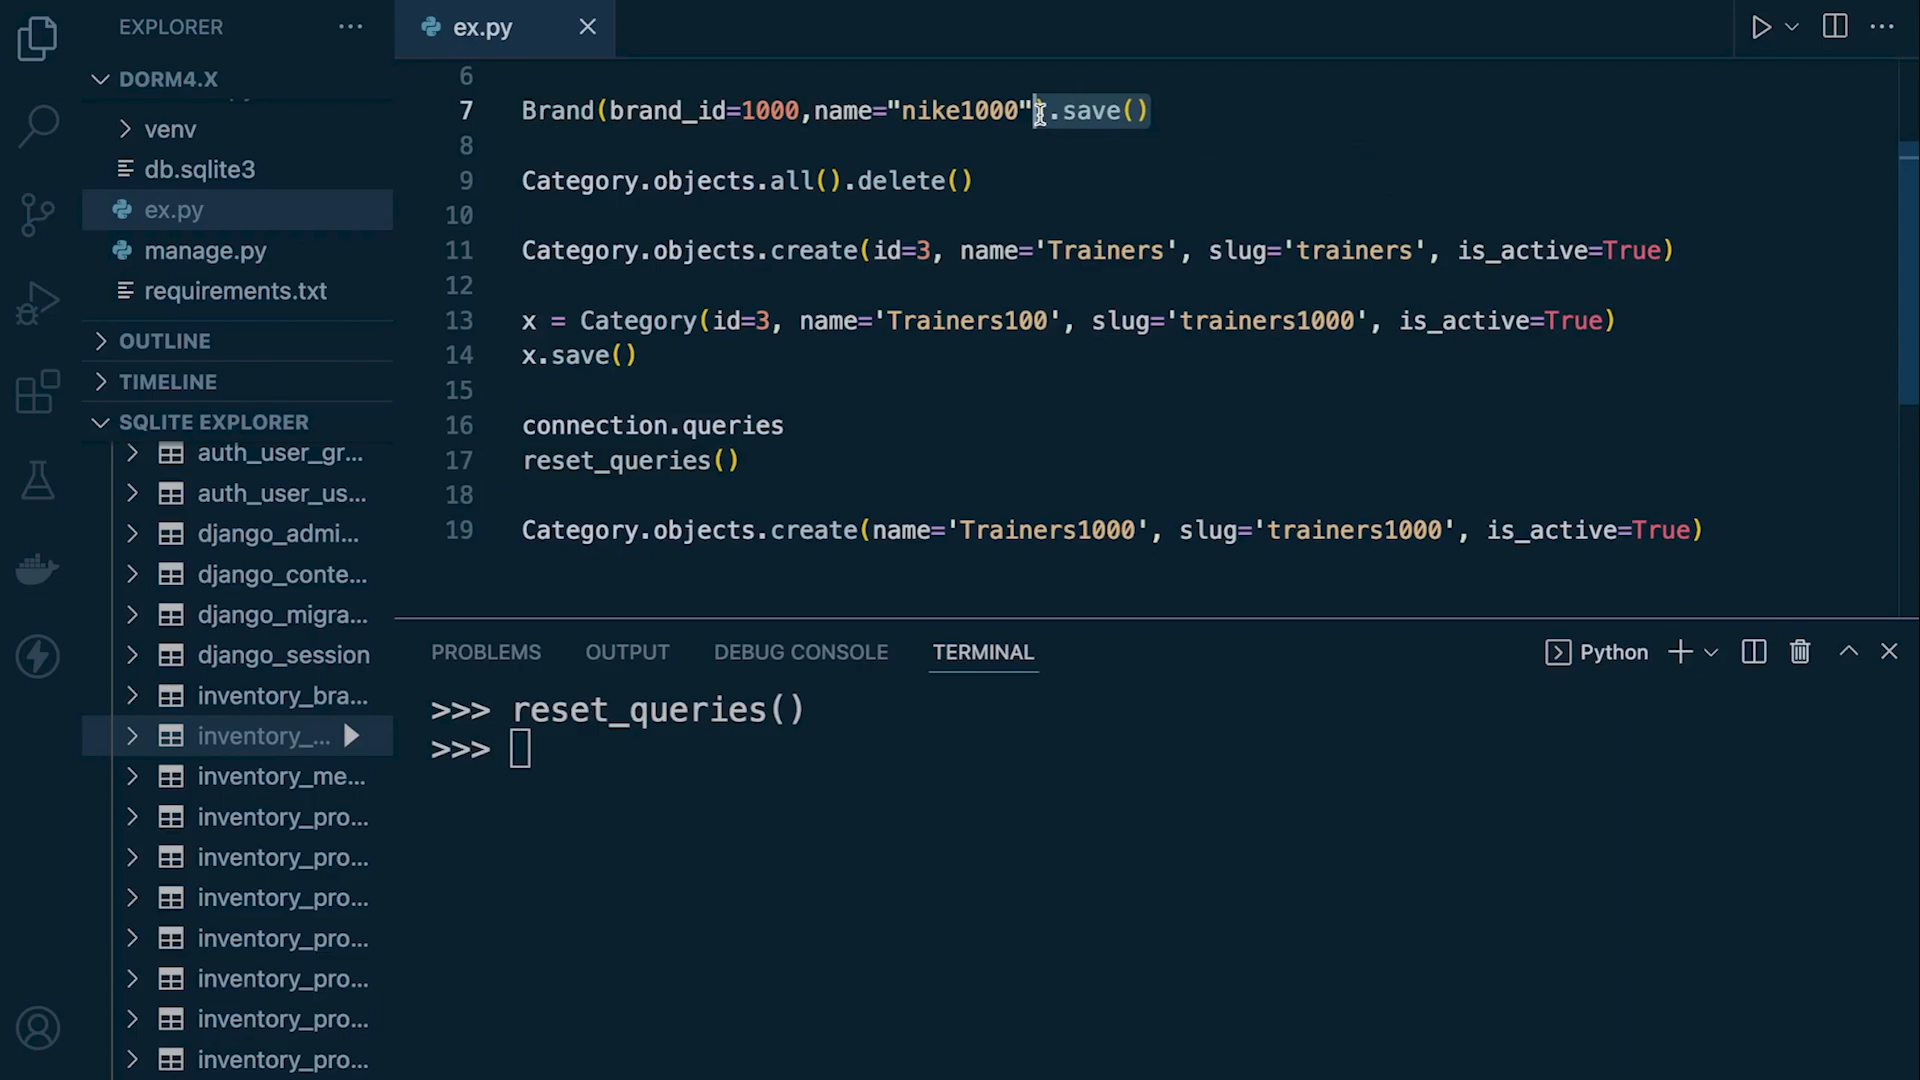 EXPLORER
DORM4.X
venv
db.sqlite3
ex.py
manage.py
requirements.txt
OUTLINE
TIMELINE
SQLITE EXPLORER
auth_user_gr...
auth_user_us...
django_admi...
django_conte...
django_migra...
django_session
inventory_bra...
inventory_...
inventory_me...
inventory_pro...
inventory_pro...
inventory_pro...
inventory_pro...
inventory_pro...
inventory_pro...
inventory_pro...
ex.py
6
7 Brand(brand_id=1000,name="nike1000").save()
8
9 Category.objects.all().delete()
10
11 Category.objects.create(id=3, name='Trainers', slug='trainers', is_active=True)
12
13 x = Category(id=3, name='Trainers100', slug='trainers1000', is_active=True)
14 x.save()
15
16 connection.queries
17 reset_queries()
18
19 Category.objects.create(name='Trainers1000', slug='trainers1000', is_active=True)
PROBLEMS OUTPUT DEBUG CONSOLE TERMINAL Python
>>> reset_queries()
>>>